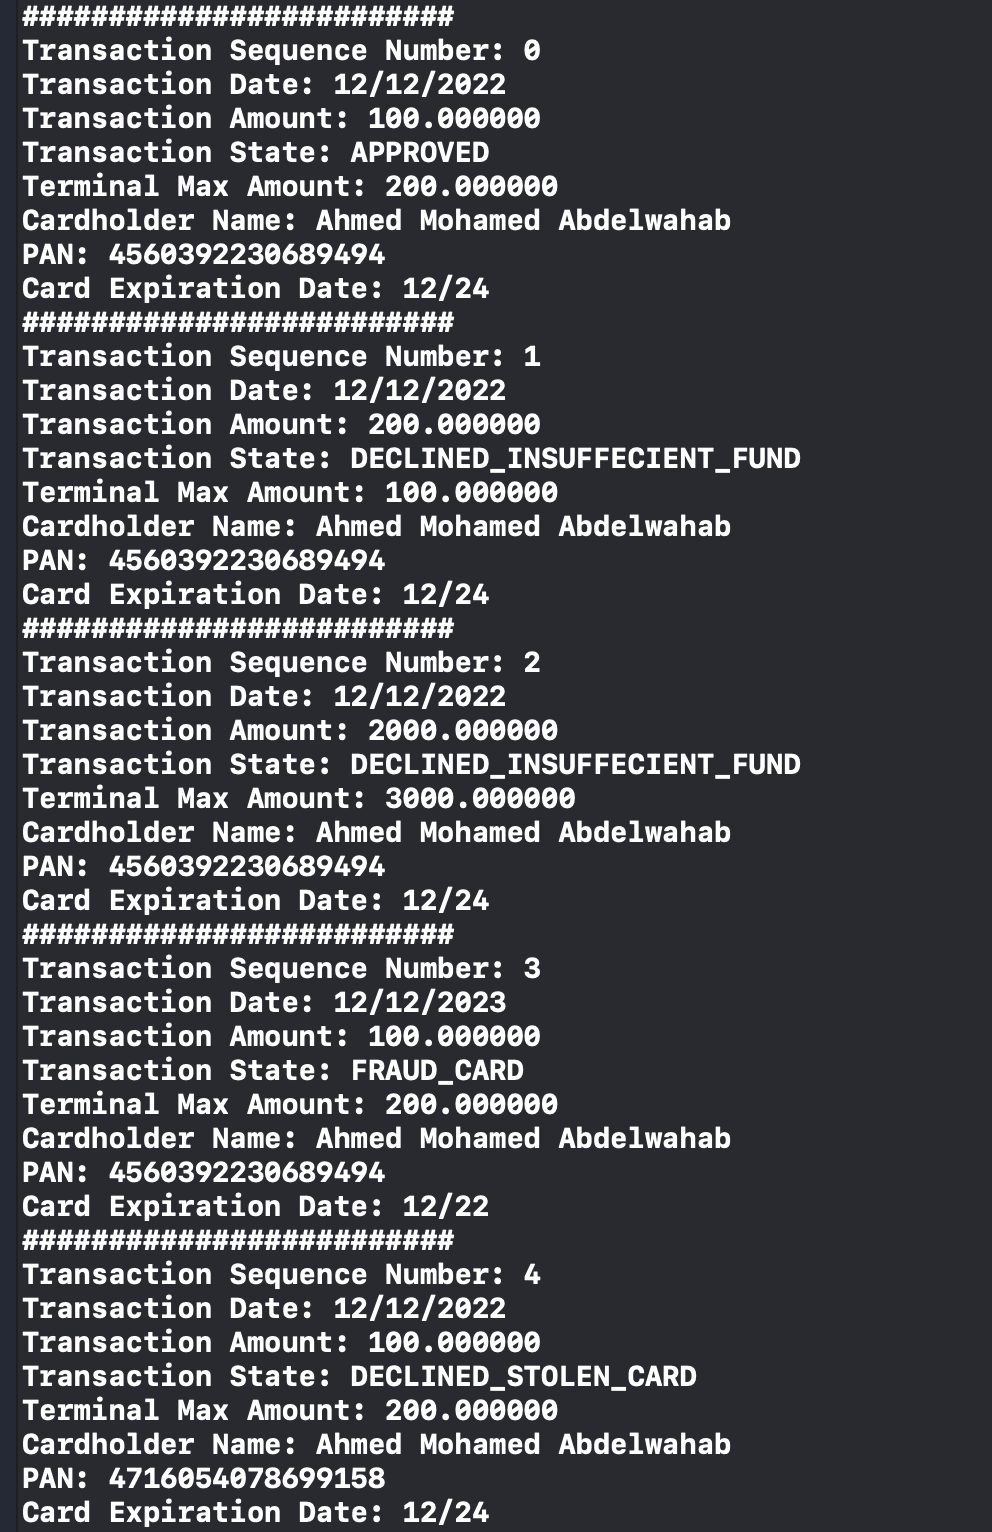 #########################
Transaction Sequence Number: 0
Transaction Date: 12/12/2022
Transaction Amount: 100.000000
Transaction State: APPROVED
Terminal Max Amount: 200.000000
Cardholder Name: Ahmed Mohamed Abdelwahab
PAN: 4560392230689494
Card Expiration Date: 12/24
#########################
Transaction Sequence Number: 1
Transaction Date: 12/12/2022
Transaction Amount: 200.000000
Transaction State: DECLINED_INSUFFECIENT_FUND
Terminal Max Amount: 100.000000
Cardholder Name: Ahmed Mohamed Abdelwahab
PAN: 4560392230689494
Card Expiration Date: 12/24
#########################
Transaction Sequence Number: 2
Transaction Date: 12/12/2022
Transaction Amount: 2000.000000
Transaction State: DECLINED_INSUFFECIENT_FUND
Terminal Max Amount: 3000.000000
Cardholder Name: Ahmed Mohamed Abdelwahab
PAN: 4560392230689494
Card Expiration Date: 12/24
#########################
Transaction Sequence Number: 3
Transaction Date: 12/12/2023
Transaction Amount: 100.000000
Transaction State: FRAUD_CARD
Terminal Max Amount: 200.000000
Cardholder Name: Ahmed Mohamed Abdelwahab
PAN: 4560392230689494
Card Expiration Date: 12/22
#########################
Transaction Sequence Number: 4
Transaction Date: 12/12/2022
Transaction Amount: 100.000000
Transaction State: DECLINED_STOLEN_CARD
Terminal Max Amount: 200.000000
Cardholder Name: Ahmed Mohamed Abdelwahab
PAN: 4716054078699158
Card Expiration Date: 12/24